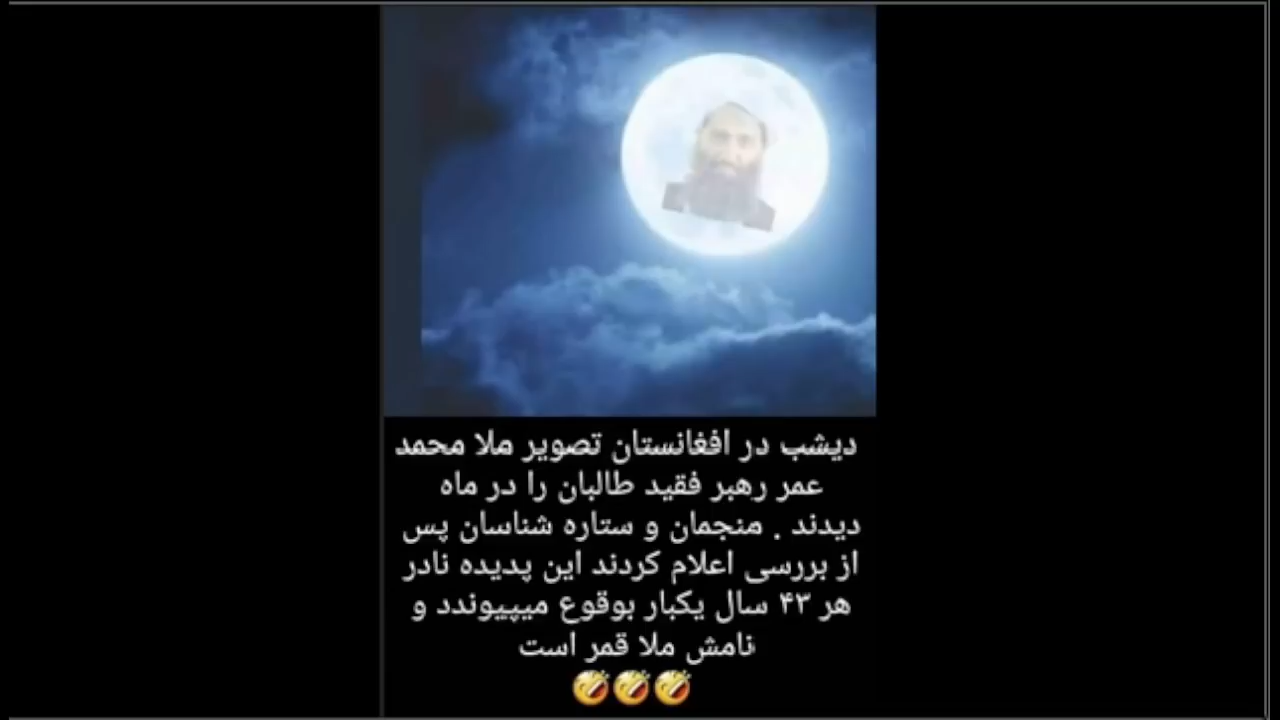 دیشب در افغانستان تصویر ملا محمد
عمر رهبر فقید طالبان را در ماه
دیدند . منجمان و ستاره شناسان پس
از بررسی اعلام کردند این پدیده نادر
هر ۴۳ سال یکبار بوقوع میپیوندد و
نامش ملا قمر است
🤣🤣🤣